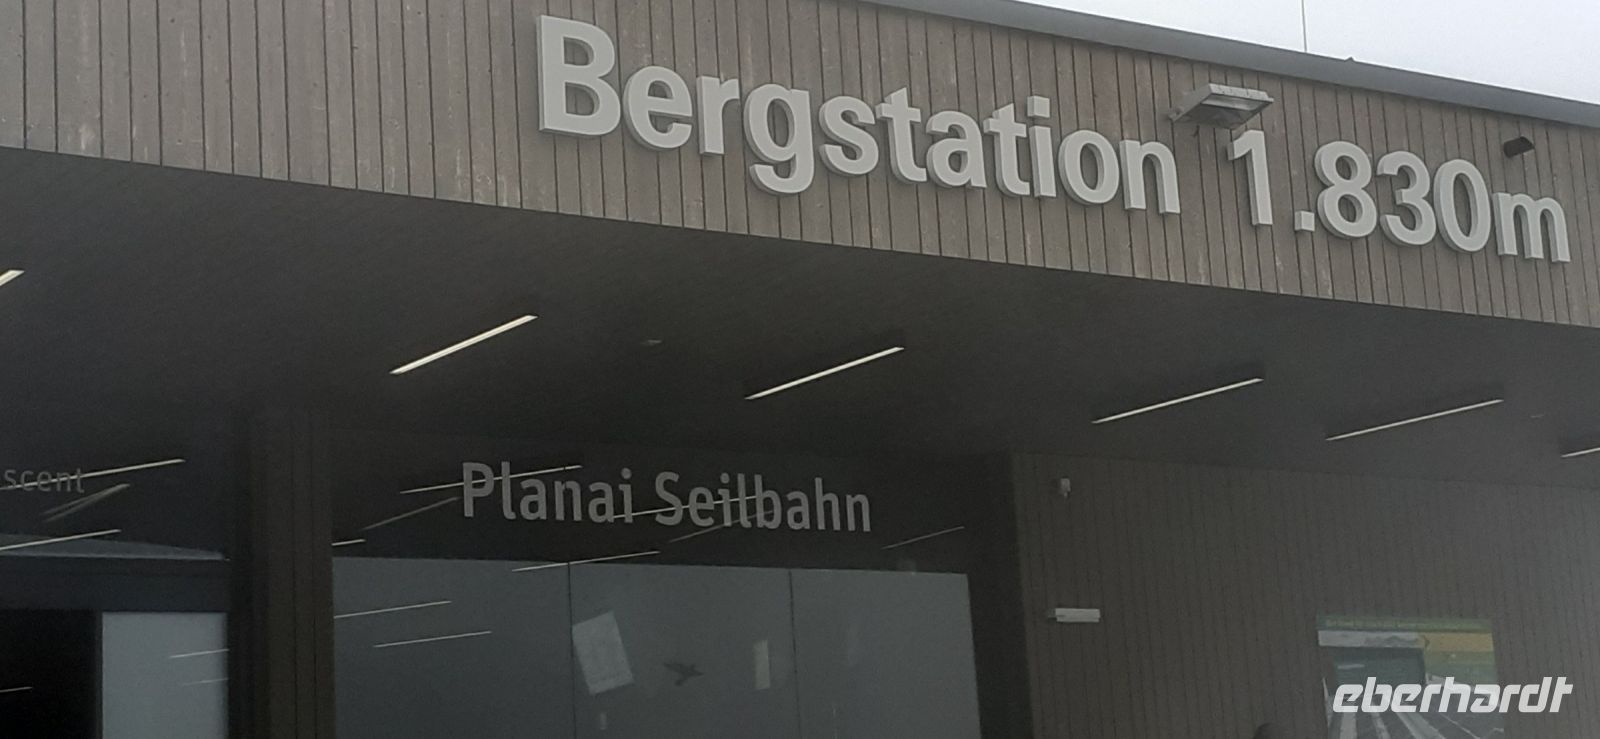 Bergstation 1.830m
scent
Planai Seilbahn
eberhardt